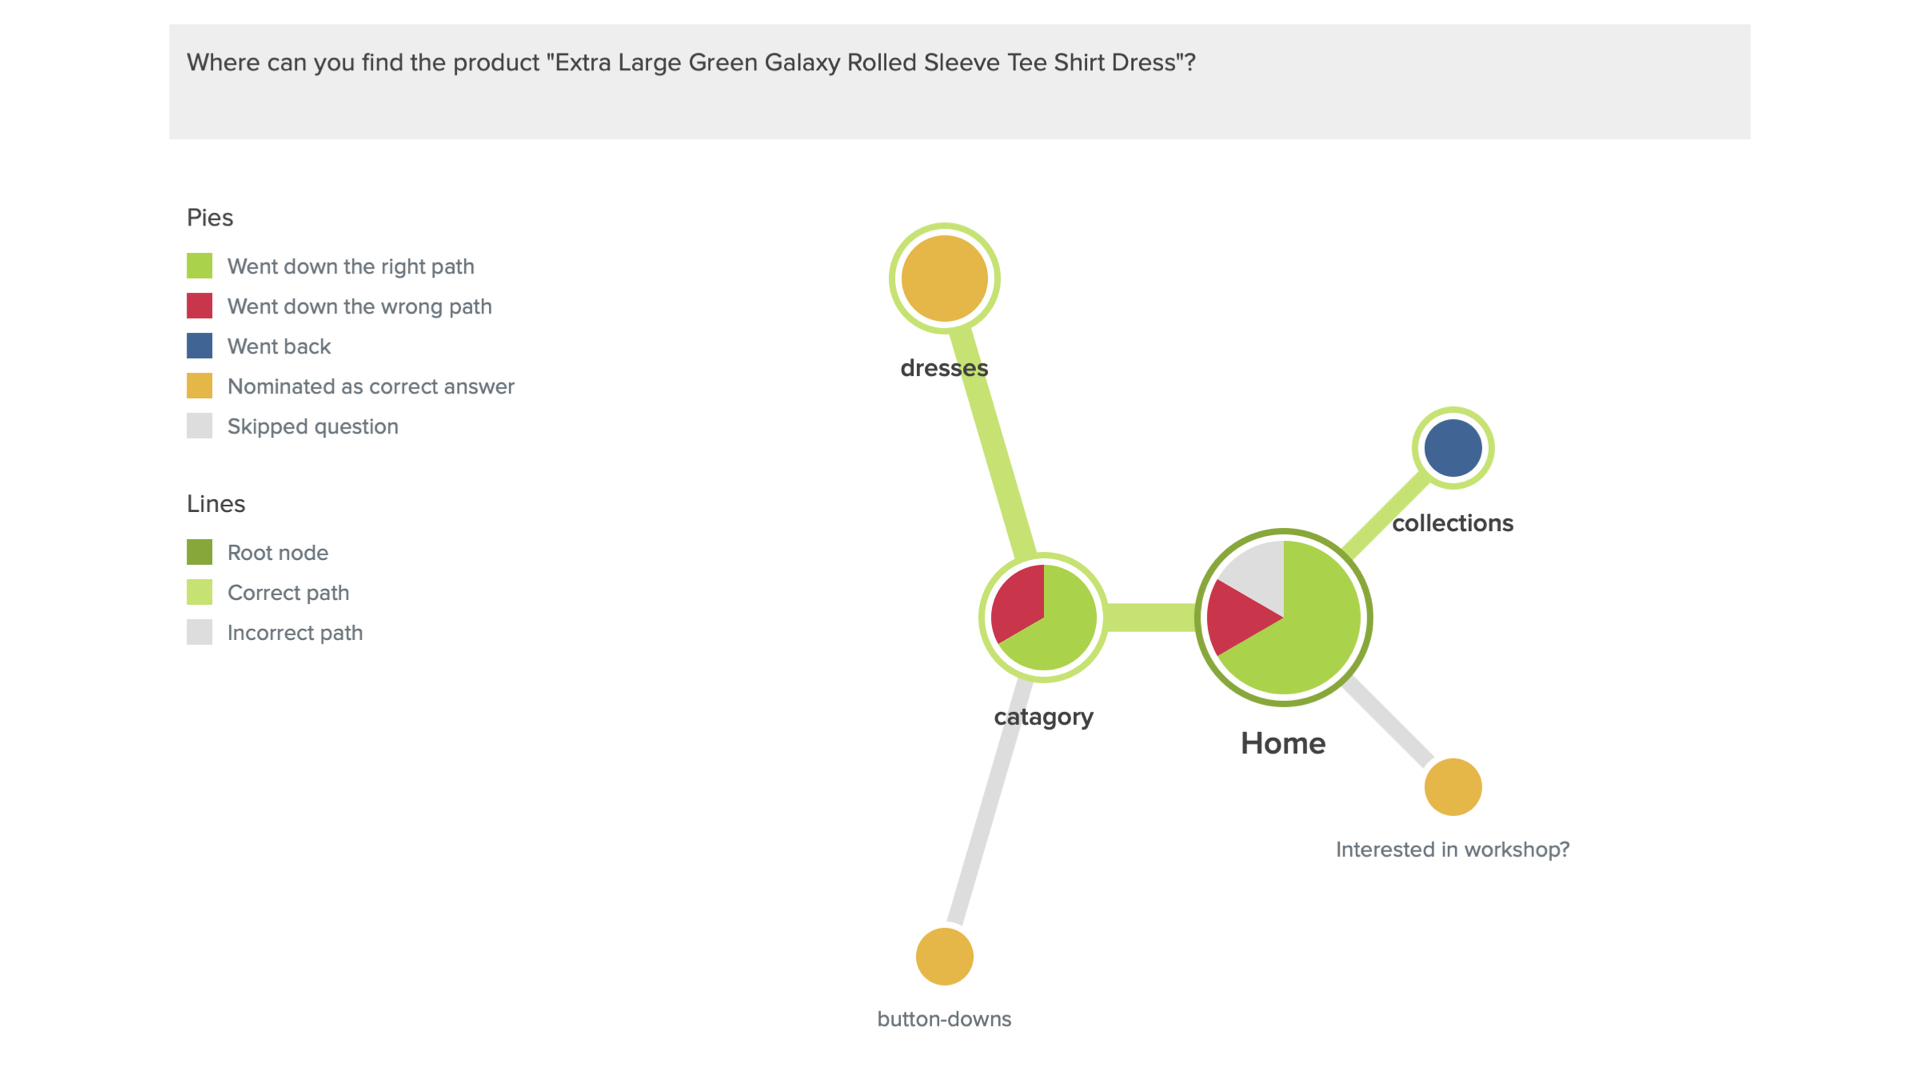 Where can you find the product "Extra Large Green Galaxy Rolled Sleeve Tee Shirt Dress"?
Pies
Went down the right path
Went down the wrong path
Went back
Nominated as correct answer
Skipped question
Lines
Root node
Correct path
Incorrect path
dresses
collections
catagory
Home
Interested in workshop?
button-downs